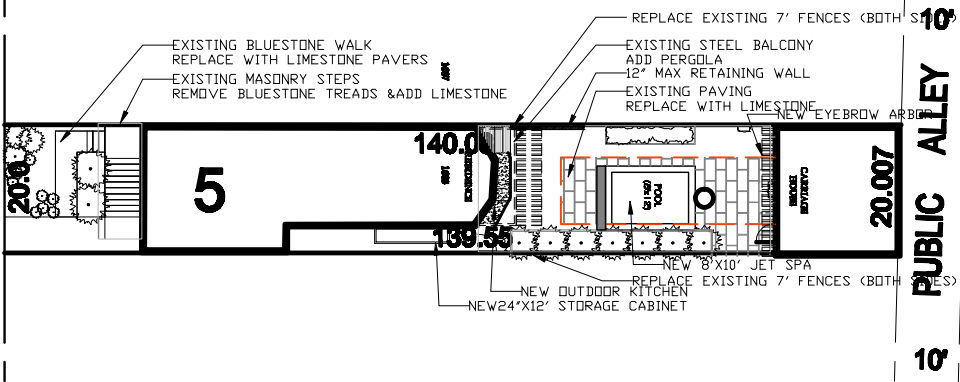 REPLACE EXISTING 7' FENCES (BOTH SIDES)
10'
EXISTING BLUESTONE WALK
REPLACE WITH LIMESTONE PAVERS
EXISTING MASONRY STEPS
REMOVE BLUESTONE TREADS &ADD LIMESTONE
EXISTING STEEL BALCONY
ADD PERGOLA
12" MAX RETAINING WALL
EXISTING PAVING
REPLACE WITH LIMESTONE
NEW EYEBROW ARBOR
PUBLIC ALLEY
20.0
5
140.0
RESIDENCE
139.55
POOL
CARRIAGE
HOUSE
20.007
NEW 8'X10' JET SPA
REPLACE EXISTING 7' FENCES (BOTH SIDES)
NEW OUTDOOR KITCHEN
NEW24"X12' STORAGE CABINET
10'